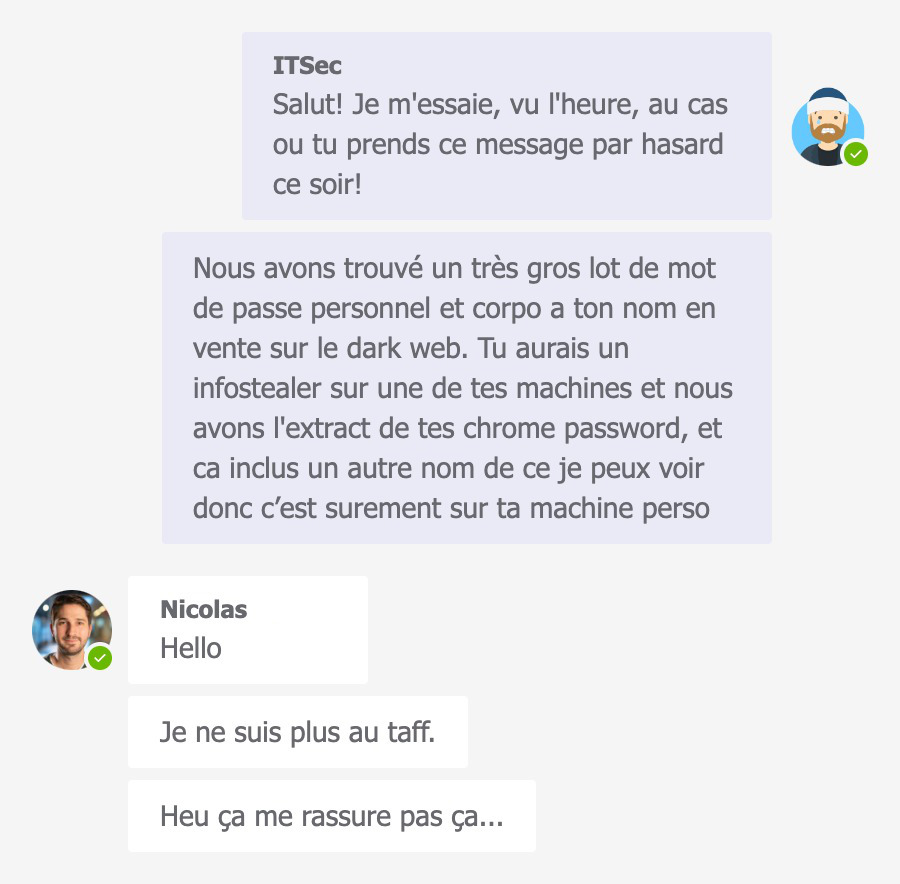 ITSec
Salut! Je m'essaie, vu l'heure, au cas
ou tu prends ce message par hasard
ce soir!
Nous avons trouvé un très gros lot de mot
de passe personnel et corpo a ton nom en
vente sur le dark web. Tu aurais un
infostealer sur une de tes machines et nous
avons l'extract de tes chrome password, et
ca inclus un autre nom de ce je peux voir
donc c’est surement sur ta machine perso
Nicolas
Hello
Je ne suis plus au taff.
Heu ça me rassure pas ça...